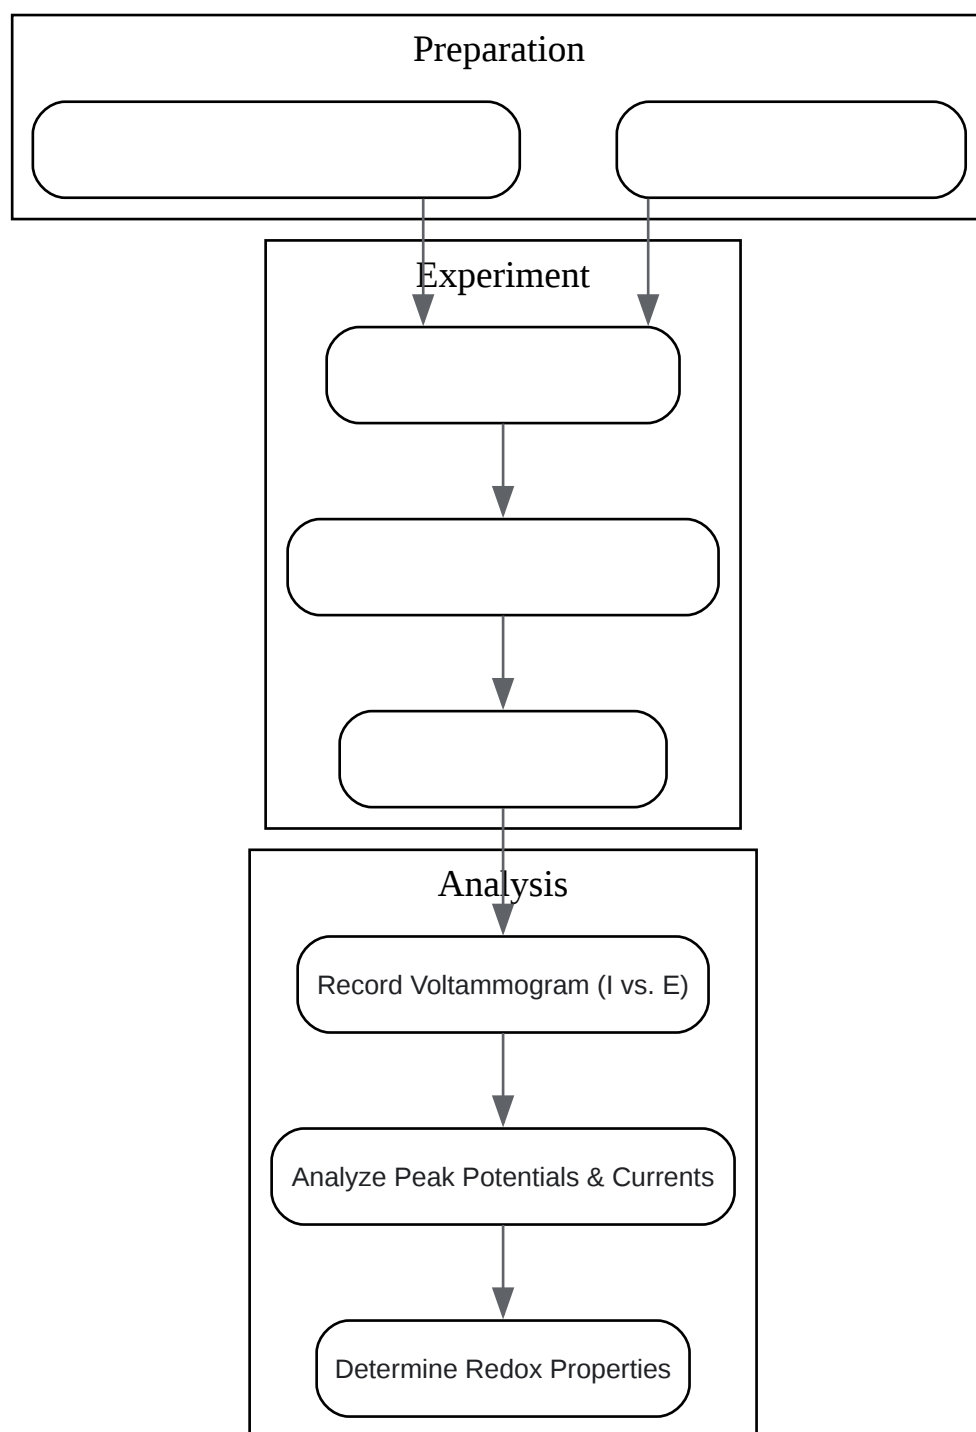 Preparation
Experiment
Analysis
Record Voltammogram (I vs. E)
Analyze Peak Potentials & Currents
Determine Redox Properties